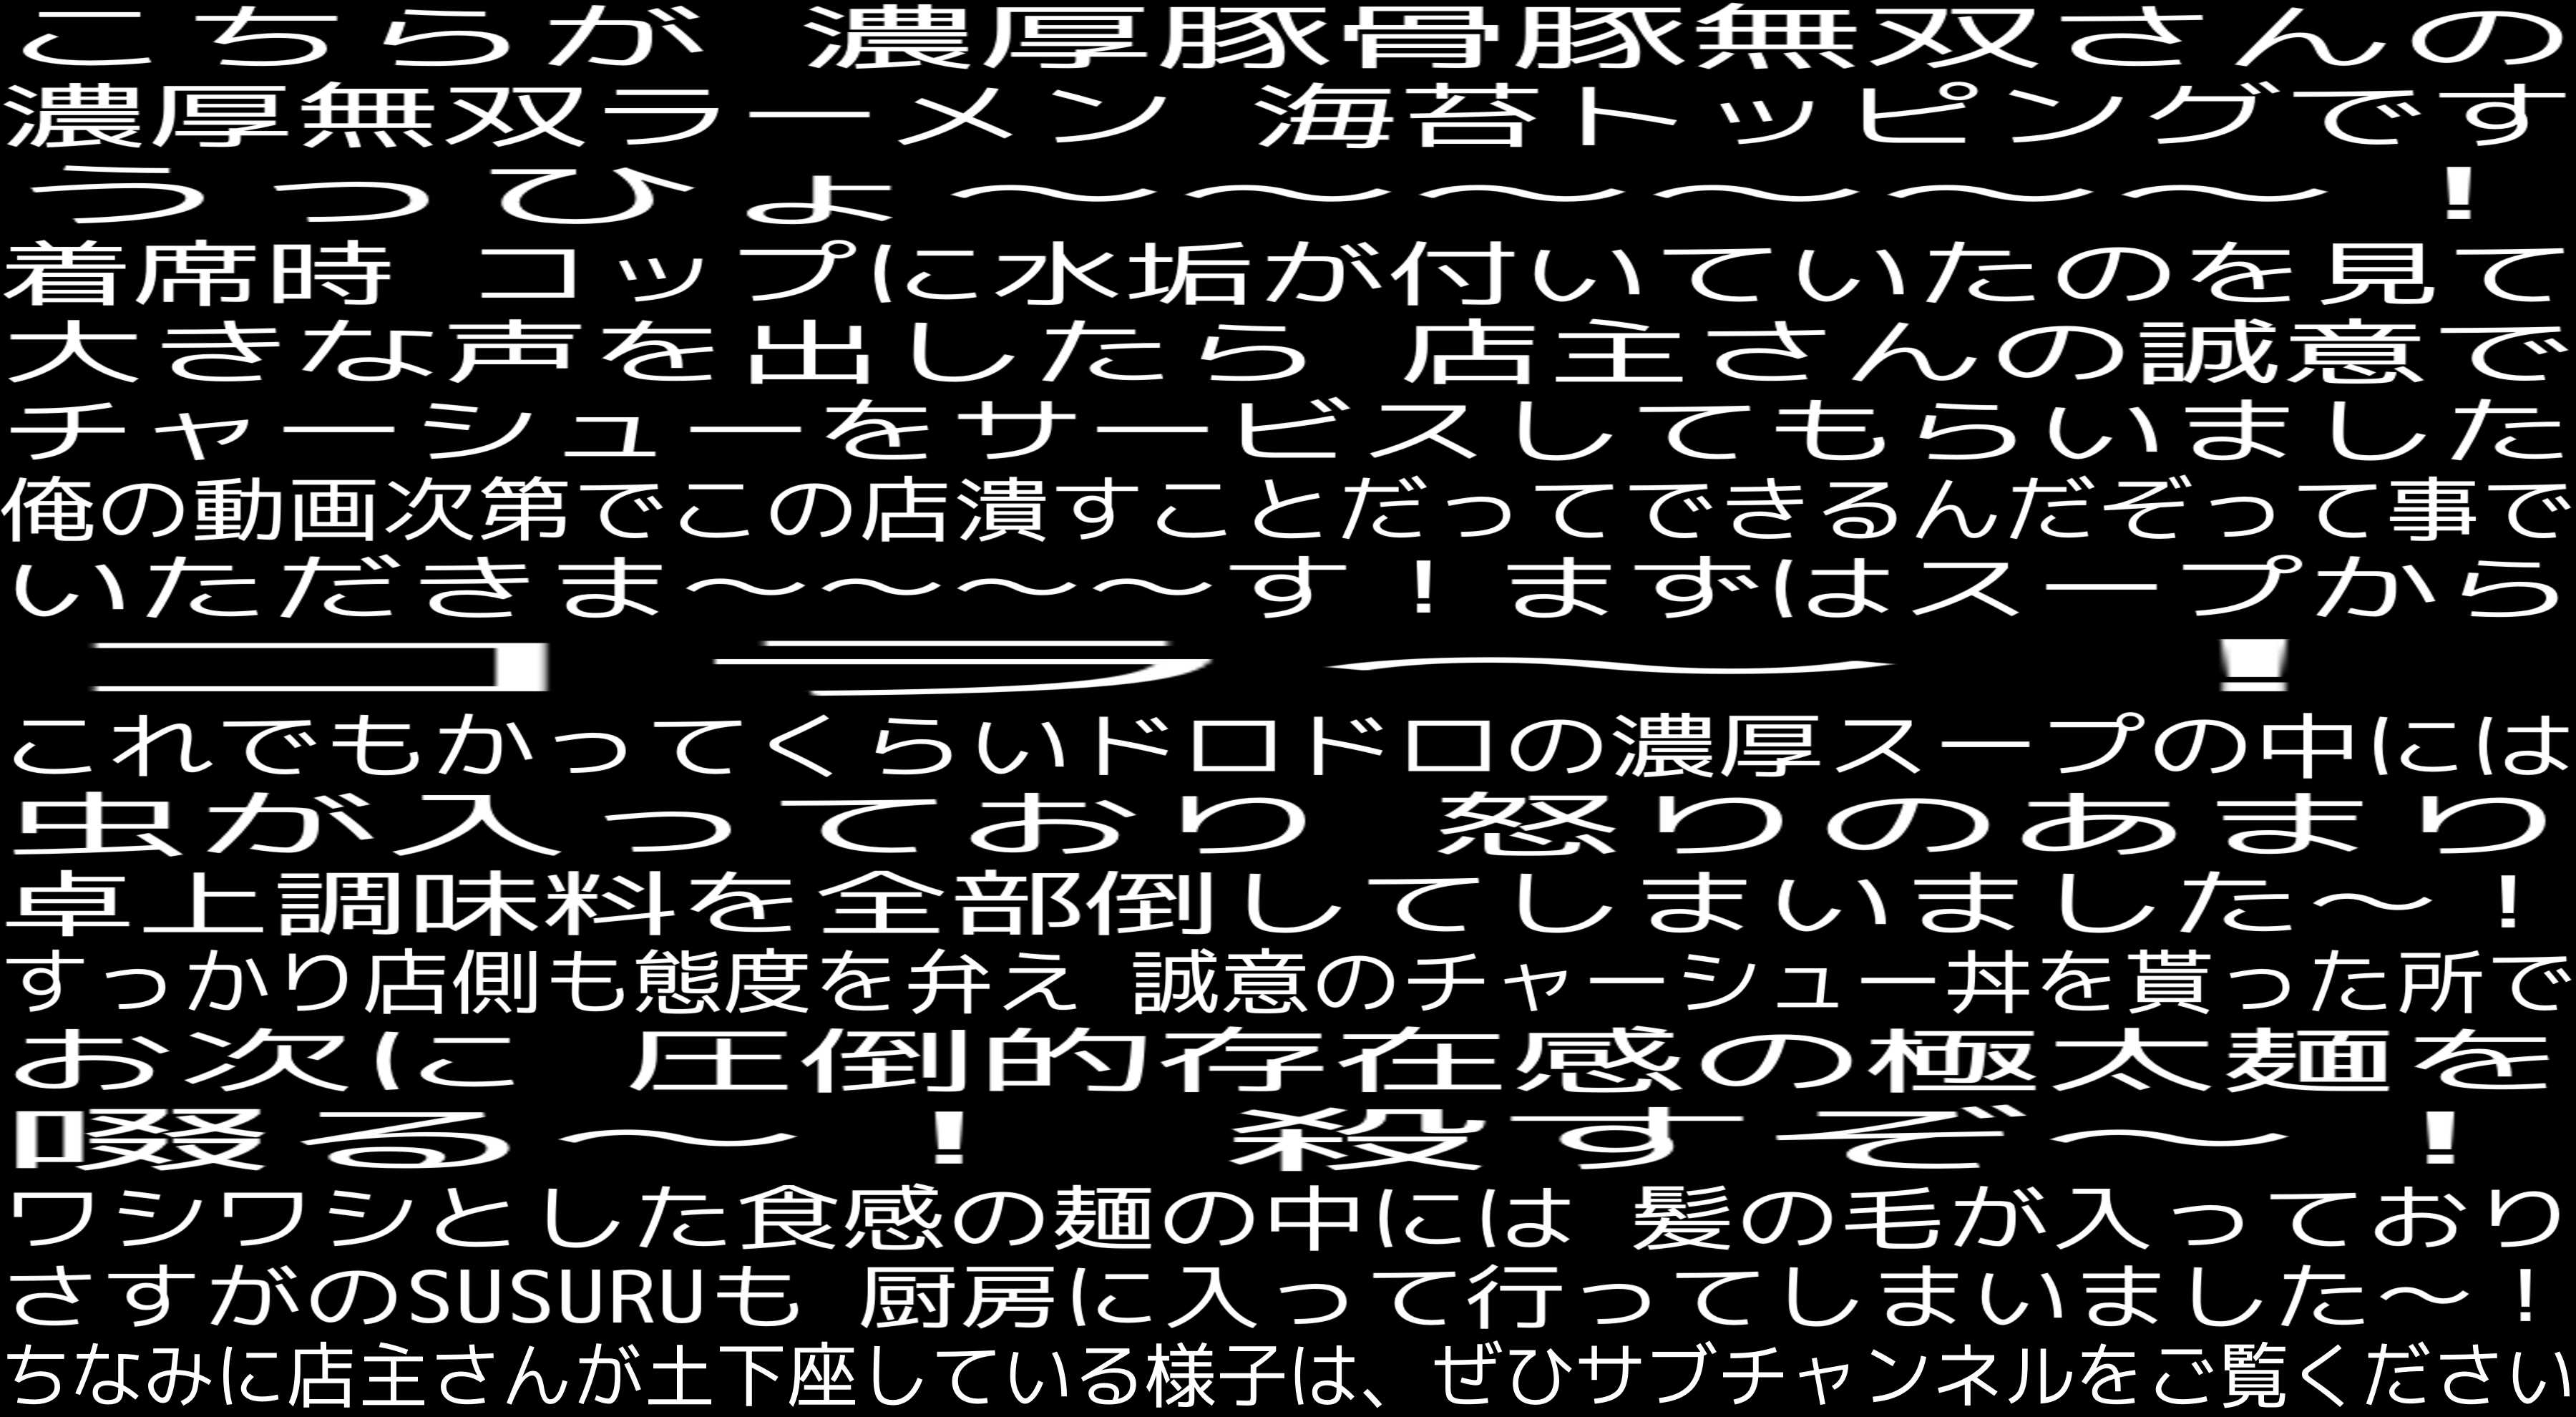 こちらが 濃厚豚骨豚無双さんの
濃厚無双ラーメン 海苔トッピングです
うっひょ〜〜〜〜〜〜！
着席時 コップに水垢が付いていたのを見て
大きな声を出したら 店主さんの誠意で
チャーシューをサービスしてもらいました
俺の動画次第でこの店潰すことだってできるんだぞって事で
いただきま〜〜〜〜す！まずはスープから
コラ〜！
これでもかってくらいドロドロの濃厚スープの中には
虫が入っており 怒りのあまり
卓上調味料を全部倒してしまいました〜！
すっかり店側も態度を弁え 誠意のチャーシュー丼を貰った所で
お次に 圧倒的存在感の極太麺を
啜る〜！ 殺すぞ〜！
ワシワシとした食感の麺の中には 髪の毛が入っており
さすがのSUSURUも 厨房に入って行ってしまいました〜！
ちなみに店主さんが土下座している様子は、ぜひサブチャンネルをご覧ください